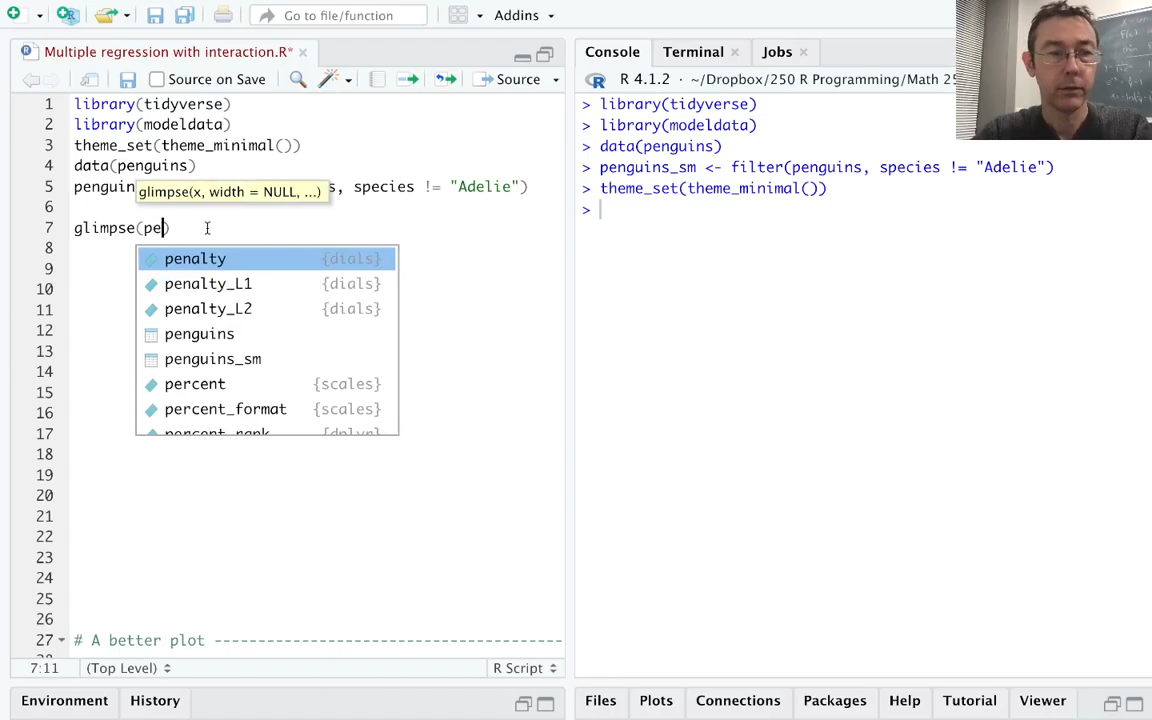 Go to file/function
Addins
Multiple regression with interaction.R*
Source on Save
Source
1 library(tidyverse)
2 library(modeldata)
3 theme_set(theme_minimal())
4 data(penguins)
5 penguin s, species != "Adelie")
glimpse(x, width = NULL, ...)
6
7 glimpse(pe)
8
penalty {dials}
9
penalty_L1 {dials}
10
penalty_L2 {dials}
11
penguins
12
penguins_sm
13
percent {scales}
14
percent_format {scales}
15
percent_rank {dplyr}
16
17
18
19
20
21
22
23
24
25
26
27 # A better plot ----------------------------------------
7:11 (Top Level) R Script
Environment History
Console Terminal Jobs
R 4.1.2 · ~/Dropbox/250 R Programming/Math 25
> library(tidyverse)
> library(modeldata)
> data(penguins)
> penguins_sm <- filter(penguins, species != "Adelie")
> theme_set(theme_minimal())
>
Files Plots Connections Packages Help Tutorial Viewer